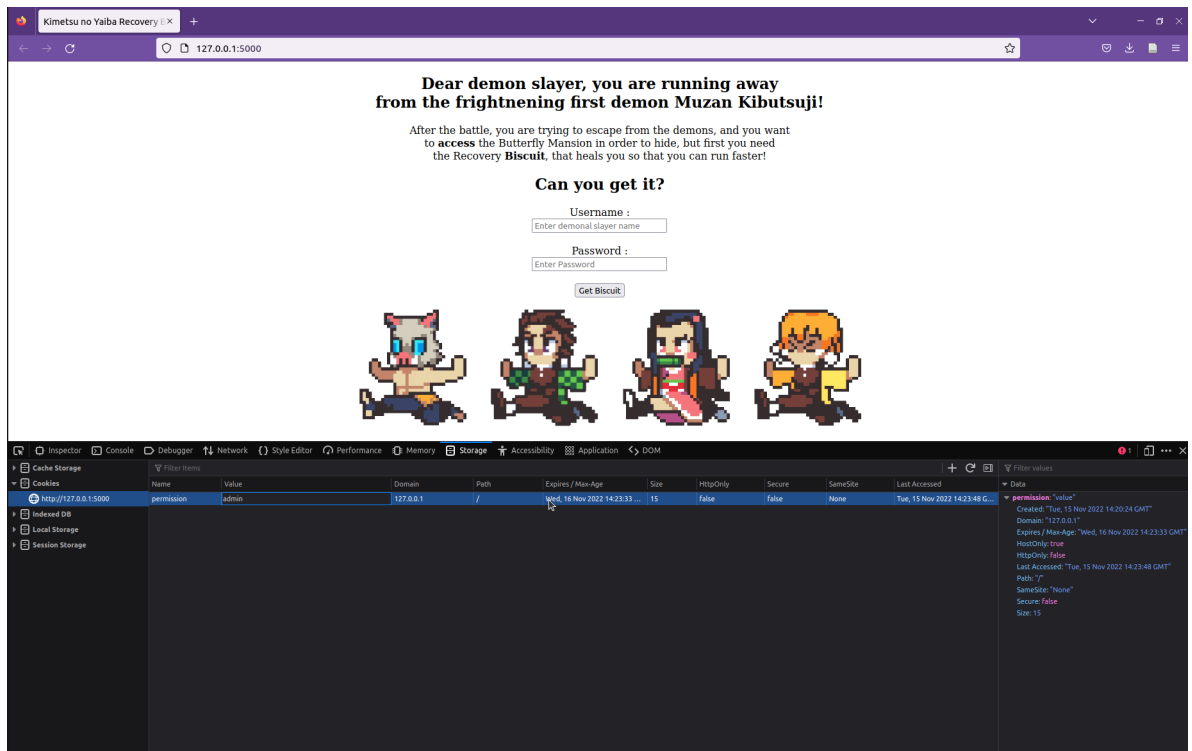 Kimetsu no Yaiba Recovery B
127.0.0.1:5000
Dear demon slayer, you are running away
from the frightnening first demon Muzan Kibutsuji!
After the battle, you are trying to escape from the demons, and you want
to access the Butterfly Mansion in order to hide, but first you need
the Recovery Biscuit, that heals you so that you can run faster!
Can you get it?
Username :
Enter demonal slayer name
Password :
Enter Password
Get Biscuit
Inspector Console Debugger Network {} Style Editor Performance Memory Storage Accessibility Application DOM 1
Cache Storage Filter Items Filter values
Cookies Name Value Domain Path Expires / Max-Age Size HttpOnly Secure SameSite Last Accessed Data
http://127.0.0.1:5000 permission admin 127.0.0.1 / Wed, 16 Nov 2022 14:23:33 ... 15 false false None Tue, 15 Nov 2022 14:23:48 G... permission: "value"
Indexed DB Created: "Tue, 15 Nov 2022 14:20:24 GMT"
Domain: "127.0.0.1"
Local Storage Expires / Max-Age: "Wed, 16 Nov 2022 14:23:33 GMT"
Session Storage HostOnly: true
HttpOnly: false
Last Accessed: "Tue, 15 Nov 2022 14:23:48 GMT"
Path: "/"
SameSite: "None"
Secure: false
Size: 15